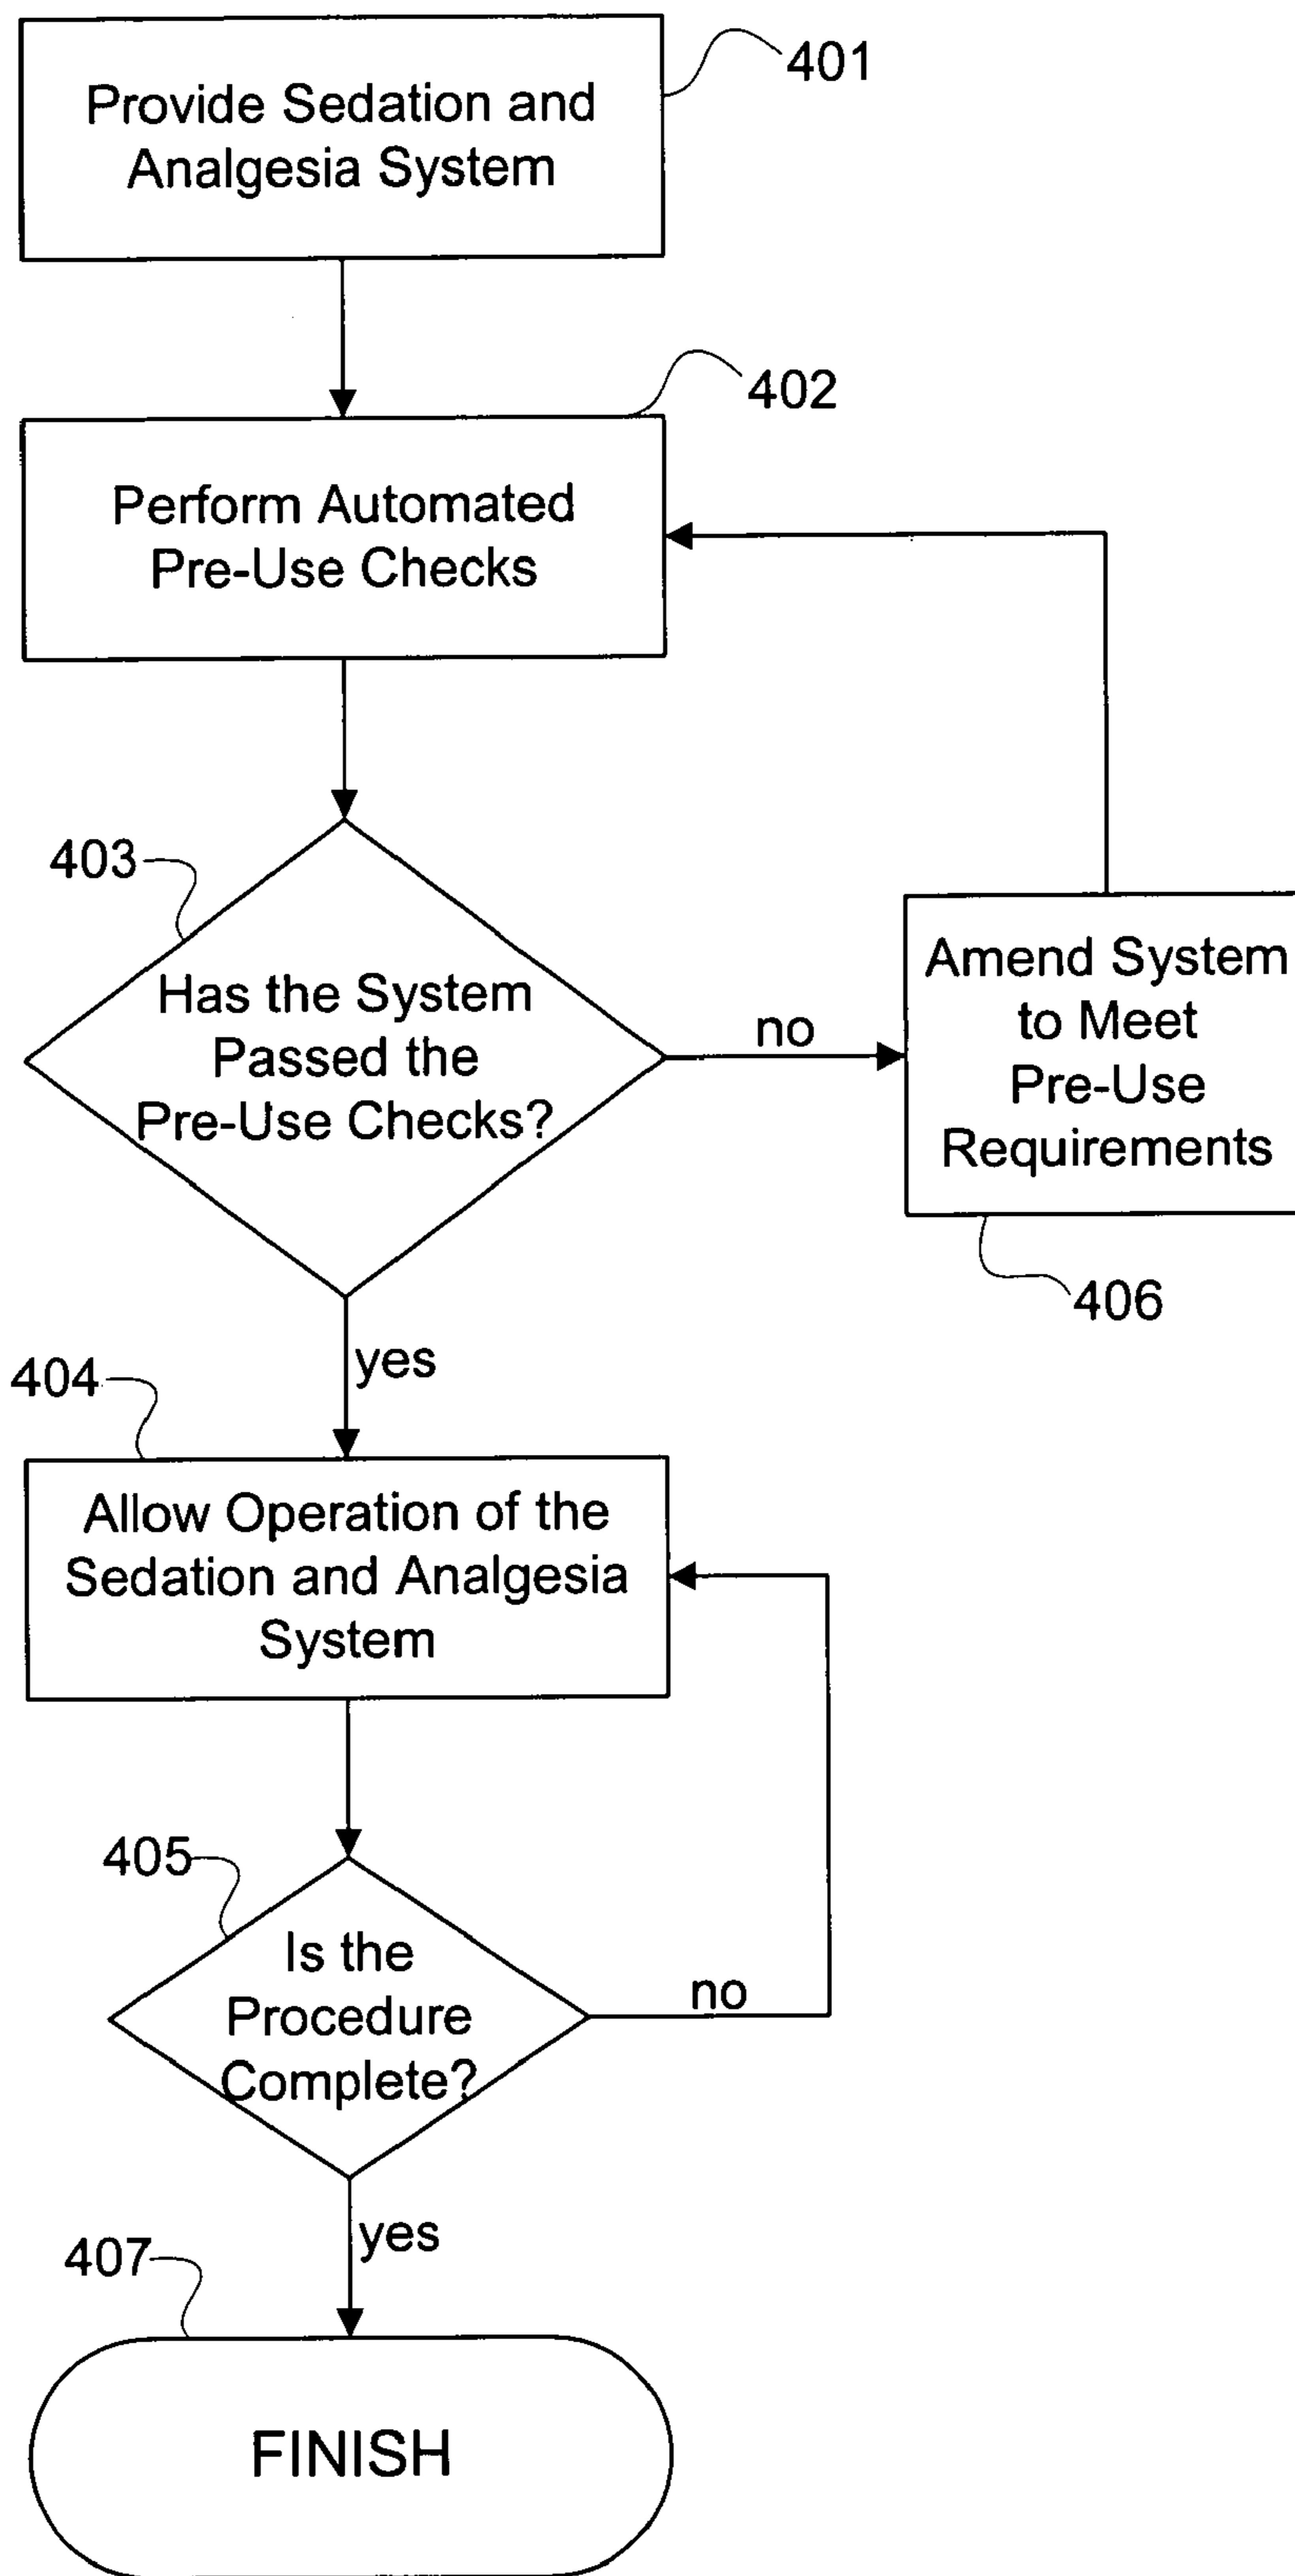 401
Provide Sedation and
Analgesia System
402
Perform Automated
Pre-Use Checks
403
Has the System
Passed the
Pre-Use Checks?
no
Amend System
to Meet
Pre-Use
Requirements
406
yes
404
Allow Operation of the
Sedation and Analgesia
System
405
Is the
Procedure
Complete?
no
yes
407
FINISH